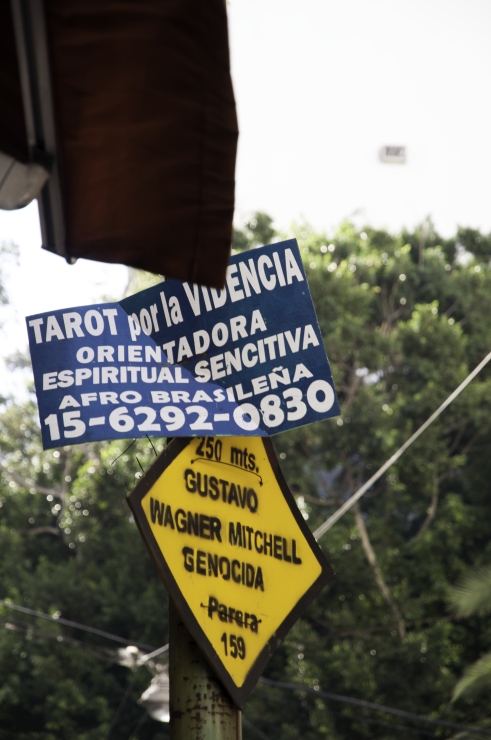 TAROT por la VIDENCIA
ORIENTADORA
ESPIRITUAL SENCITIVA
AFRO BRASILEÑA
15-6292-0830
250 mts.
GUSTAVO
WAGNER MITCHELL
GENOCIDA
Parera
159